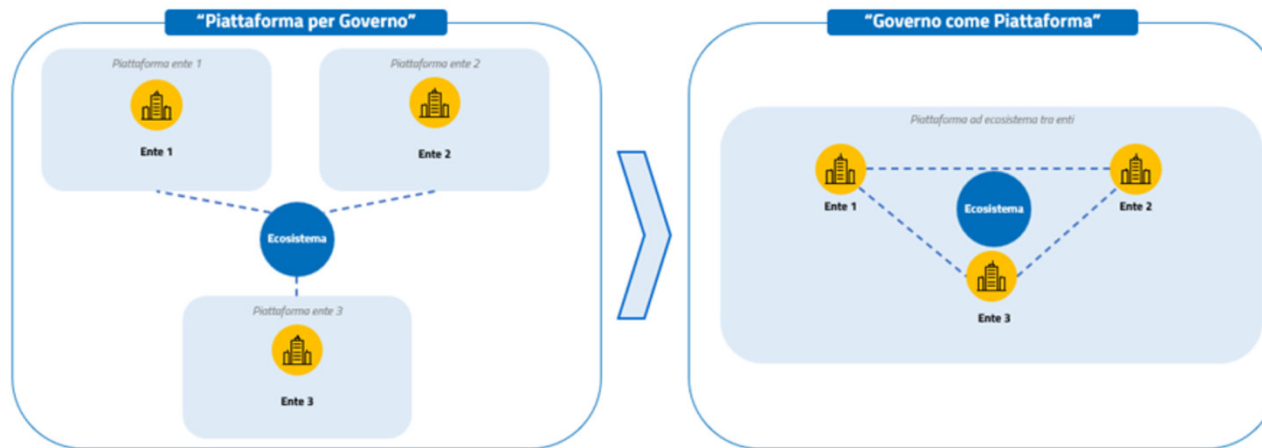 “Piattaforma per Governo”
Piattaforma ente 1
Piattaforma ente 2
Ente 1
Ente 2
Ecosistema
Piattaforma ente 3
Ente 3
“Governo come Piattaforma”
Piattaforma ad ecosistema tra enti
Ente 1
Ecosistema
Ente 2
Ente 3